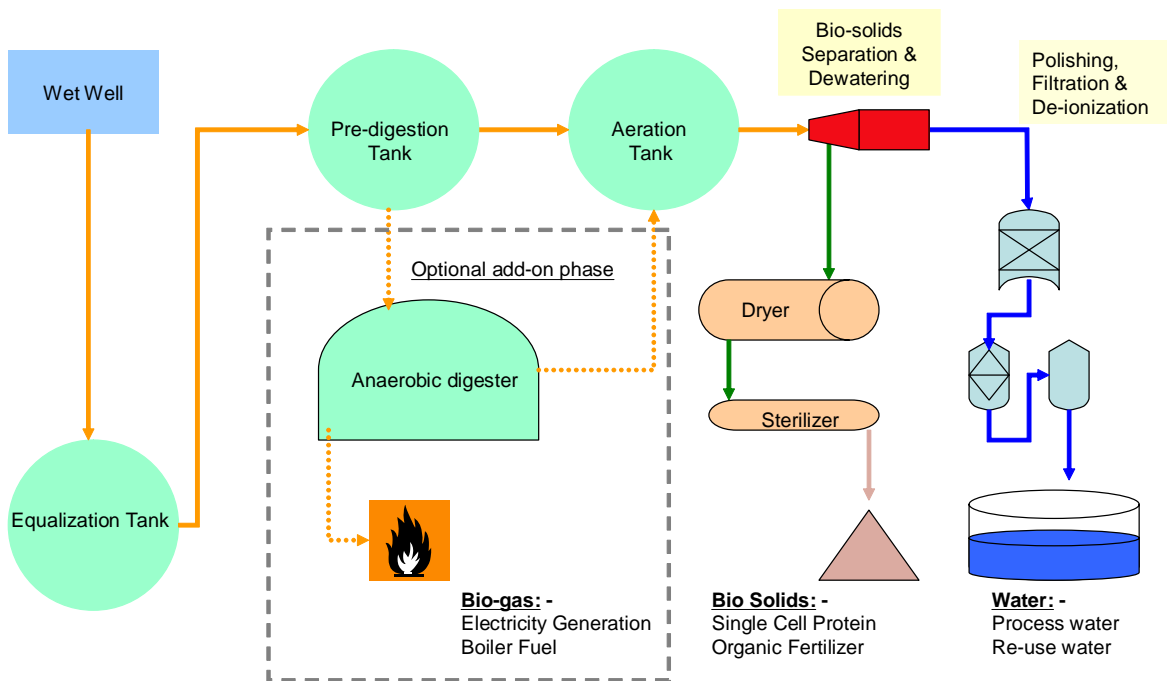 Wet Well
Pre-digestion
Tank
Aeration
Tank
Bio-solids
Separation &
Dewatering
Polishing,
Filtration &
De-ionization
Optional add-on phase
Dryer
Anaerobic digester
Sterilizer
Equalization Tank
Bio-gas: -
Electricity Generation
Boiler Fuel
Bio Solids: -
Single Cell Protein
Organic Fertilizer
Water: -
Process water
Re-use water